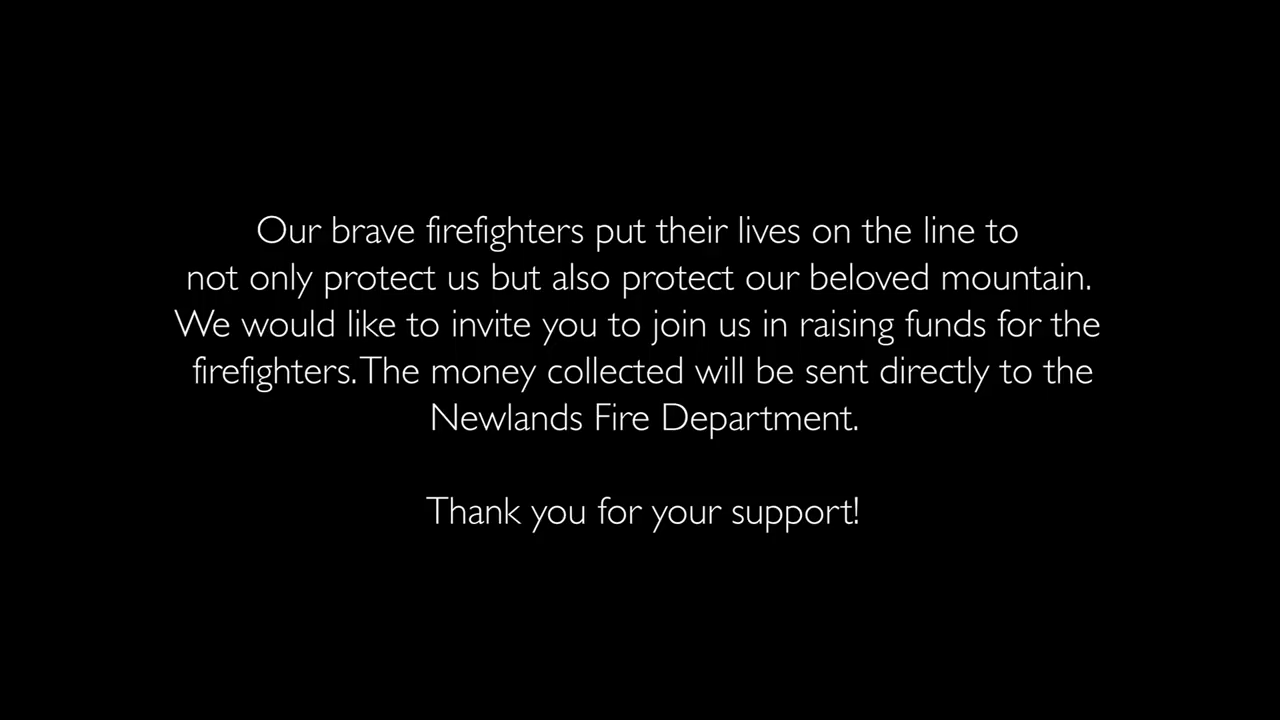 Our brave firefighters put their lives on the line to
not only protect us but also protect our beloved mountain.
We would like to invite you to join us in raising funds for the
firefighters. The money collected will be sent directly to the
Newlands Fire Department.
Thank you for your support!